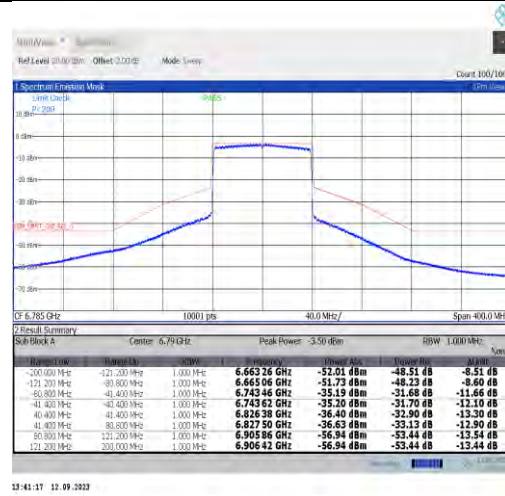 Ref Level 20.00 dBm Offset 2.00 dB Mode Sweep
Count 100/100
1 Spectrum Emission Mask
Limit Check PASS
10 dBm
0 dBm
-10 dBm
-20 dBm
-30 dBm
-50 dBm
-70 dBm
CF 6.785 GHz 10001 pts 40.0 MHz/ Span 400.0 MHz
2 Result Summary
Sub Block A Center 6.79 GHz Peak Power -3.50 dBm RBW 1.000 MHz
Range Low Range Up RBW Frequency Power Abs Power Rel ΔLimit
-200.000 MHz -121.200 MHz 1.000 MHz 6.663 26 GHz -52.01 dBm -48.51 dB -8.51 dB
-121.200 MHz -80.800 MHz 1.000 MHz 6.665 06 GHz -51.73 dBm -48.23 dB -8.60 dB
-80.800 MHz -41.400 MHz 1.000 MHz 6.743 46 GHz -35.19 dBm -31.68 dB -11.66 dB
-41.400 MHz -40.400 MHz 1.000 MHz 6.743 62 GHz -35.20 dBm -31.70 dB -12.10 dB
40.400 MHz 41.400 MHz 1.000 MHz 6.826 38 GHz -36.40 dBm -32.90 dB -13.30 dB
41.400 MHz 80.800 MHz 1.000 MHz 6.827 50 GHz -36.63 dBm -33.13 dB -12.90 dB
80.800 MHz 121.200 MHz 1.000 MHz 6.905 86 GHz -56.94 dBm -53.44 dB -13.54 dB
121.200 MHz 200.000 MHz 1.000 MHz 6.906 42 GHz -56.94 dBm -53.44 dB -13.44 dB
13:41:17 12.09.2023